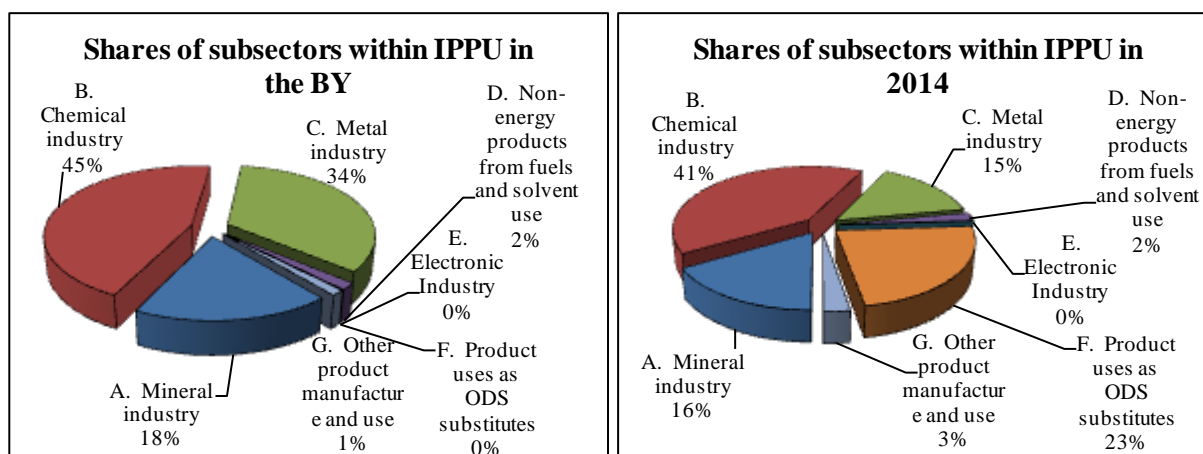 Shares of subsectors within IPPU in
the BY
B.
Chemical
industry
45%
C. Metal
industry
34%
D. Non-
energy
products
from fuels
and solvent
use
2%
E.
Electronic
Industry
0%
F. Product
uses as
ODS
substitutes
0%
G. Other
product
manufactur
e and use
1%
A. Mineral
industry
18%
Shares of subsectors within IPPU in
2014
B.
Chemical
industry
41%
C. Metal
industry
15%
D. Non-
energy
products
from fuels
and solvent
use
2%
E.
Electronic
Industry
0%
F. Product
uses as
ODS
substitutes
23%
G. Other
product
manufactur
e and use
3%
A. Mineral
industry
16%